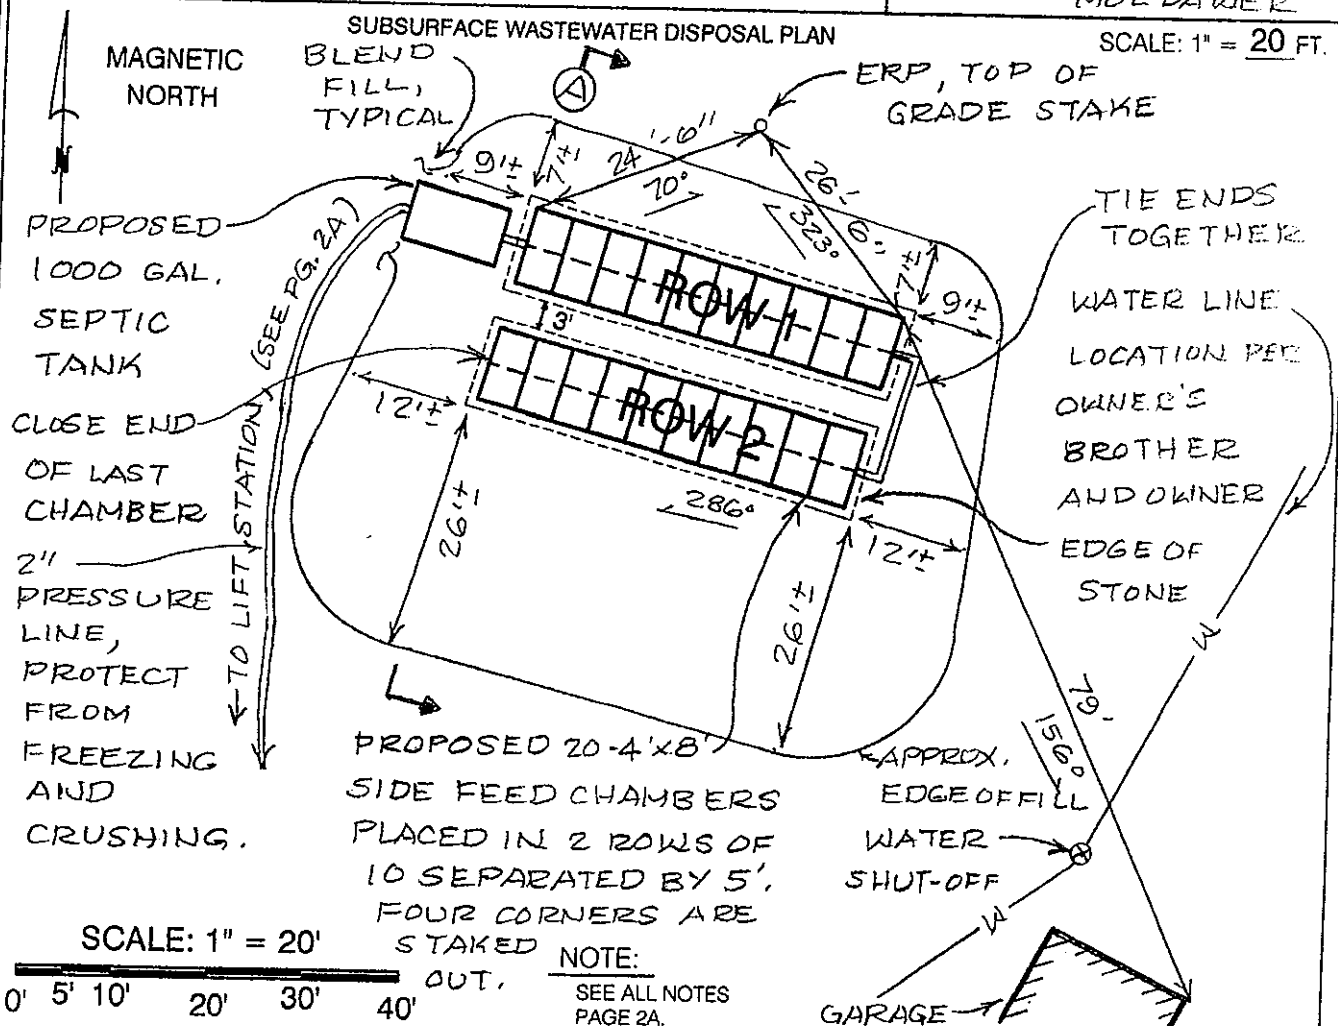 MOLDAWER
SUBSURFACE WASTEWATER DISPOSAL PLAN
SCALE: 1" = 20 FT.
MAGNETIC
NORTH
N
BLEND
FILL,
TYPICAL
A
ERP, TOP OF
GRADE STAKE
9'±
7'±
24'-6"
70°
26'-6"
323°
7'±
9'±
TIE ENDS
TOGETHER
PROPOSED
1000 GAL.
SEPTIC
TANK
ROW 1
3'
ROW 2
WATER LINE
LOCATION PER
OWNER'S
BROTHER
AND OWNER
CLOSE END
OF LAST
CHAMBER
12'±
26'±
286°
26'±
12'±
EDGE OF
STONE
2"
PRESSURE
LINE,
PROTECT
FROM
FREEZING
AND
CRUSHING.
← TO LIFT STATION, (SEE PG. 2A)
W
79'
156°
PROPOSED 20-4'x8'
SIDE FEED CHAMBERS
PLACED IN 2 ROWS OF
10 SEPARATED BY 5'.
FOUR CORNERS ARE
STAKED
OUT.
APPROX.
EDGE OF FILL
WATER
SHUT-OFF
W
SCALE: 1" = 20'
0' 5' 10' 20' 30' 40'
NOTE:
SEE ALL NOTES
PAGE 2A.
GARAGE